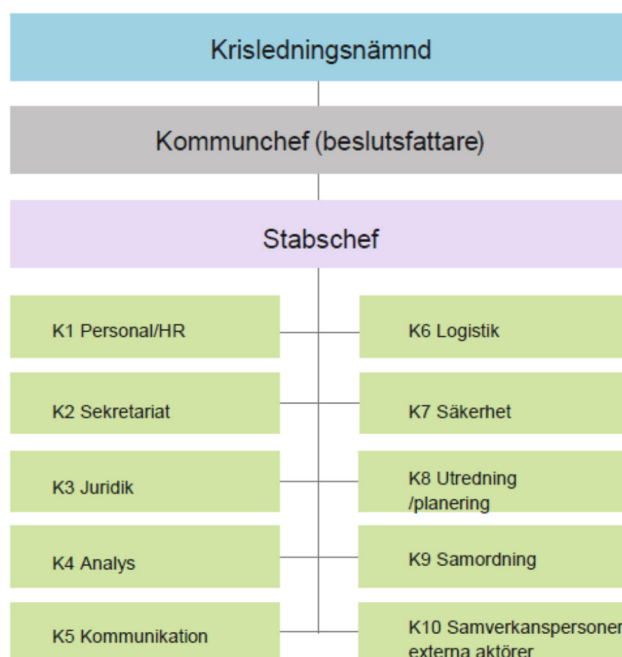 Krisledningsnämnd
Kommunchef (beslutsfattare)
Stabschef
K1 Personal/HR
K6 Logistik
K2 Sekretariat
K7 Säkerhet
K3 Juridik
K8 Utredning
/planering
K4 Analys
K9 Samordning
K5 Kommunikation
K10 Samverkanspersoner
externa aktörer